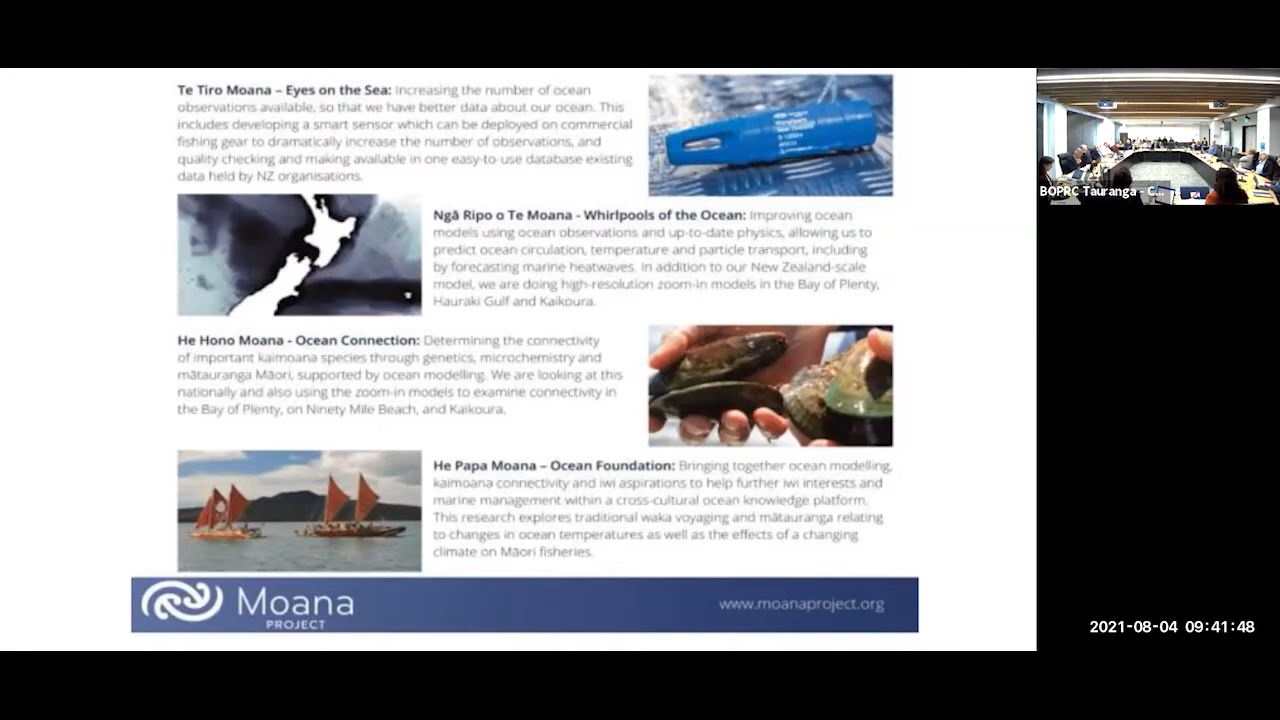 Te Tiro Moana – Eyes on the Sea: Increasing the number of ocean
observations available, so that we have better data about our ocean. This
includes developing a smart sensor which can be deployed on commercial
fishing gear to dramatically increase the number of observations, and
quality checking and making available in one easy-to-use database existing
data held by NZ organisations.
Ngā Ripo o Te Moana - Whirlpools of the Ocean: Improving ocean
models using ocean observations and up-to-date physics, allowing us to
predict ocean circulation, temperature and particle transport, including
by forecasting marine heatwaves. In addition to our New Zealand-scale
model, we are doing high-resolution zoom-in models in the Bay of Plenty,
Hauraki Gulf and Kaikoura.
He Hono Moana - Ocean Connection: Determining the connectivity
of important kaimoana species through genetics, microchemistry and
mātauranga Māori, supported by ocean modelling. We are looking at this
nationally and also using the zoom-in models to examine connectivity in
the Bay of Plenty, on Ninety Mile Beach, and Kaikoura.
He Papa Moana – Ocean Foundation: Bringing together ocean modelling,
kaimoana connectivity and iwi aspirations to help further iwi interests and
marine management within a cross-cultural ocean knowledge platform.
This research explores traditional waka voyaging and mātauranga relating
to changes in ocean temperatures as well as the effects of a changing
climate on Māori fisheries.
Moana
PROJECT
www.moanaproject.org
BOPRC Tauranga - C...
2021-08-04 09:41:48